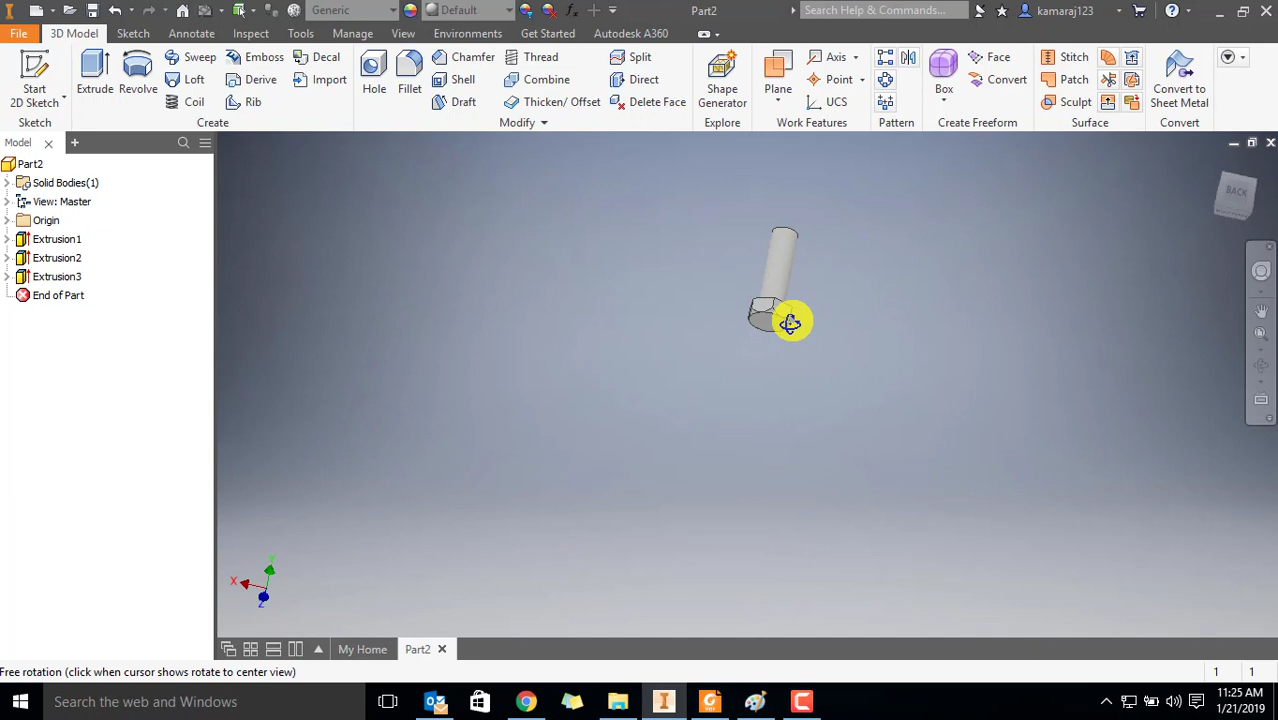 Generic
Default
Part2
Search Help & Commands...
kamaraj123
File
3D Model
Sketch
Annotate
Inspect
Tools
Manage
View
Environments
Get Started
Autodesk A360
Start
2D Sketch
Extrude
Revolve
Sweep
Loft
Coil
Emboss
Derive
Rib
Decal
Import
Hole
Fillet
Chamfer
Shell
Draft
Thread
Combine
Thicken/ Offset
Split
Direct
Delete Face
Shape
Generator
Plane
Axis
Point
UCS
Box
Face
Convert
Stitch
Patch
Sculpt
Convert to
Sheet Metal
Sketch
Create
Modify
Explore
Work Features
Pattern
Create Freeform
Surface
Convert
Model
Part2
Solid Bodies(1)
View: Master
Origin
Extrusion1
Extrusion2
Extrusion3
End of Part
BACK
X
Y
Z
My Home
Part2
Free rotation (click when cursor shows rotate to center view)
1
1
Search the web and Windows
11:25 AM
1/21/2019